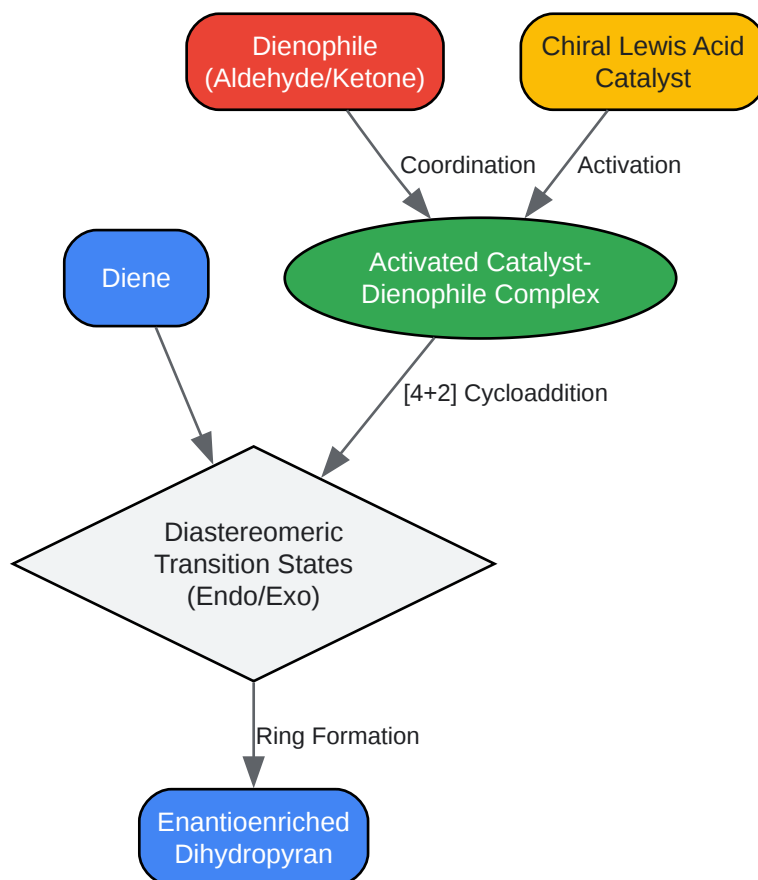 Dienophile
(Aldehyde/Ketone)
Chiral Lewis Acid
Catalyst
Coordination
Activation
Activated Catalyst-
Dienophile Complex
Diene
[4+2] Cycloaddition
Diastereomeric
Transition States
(Endo/Exo)
Ring Formation
Enantioenriched
Dihydropyran